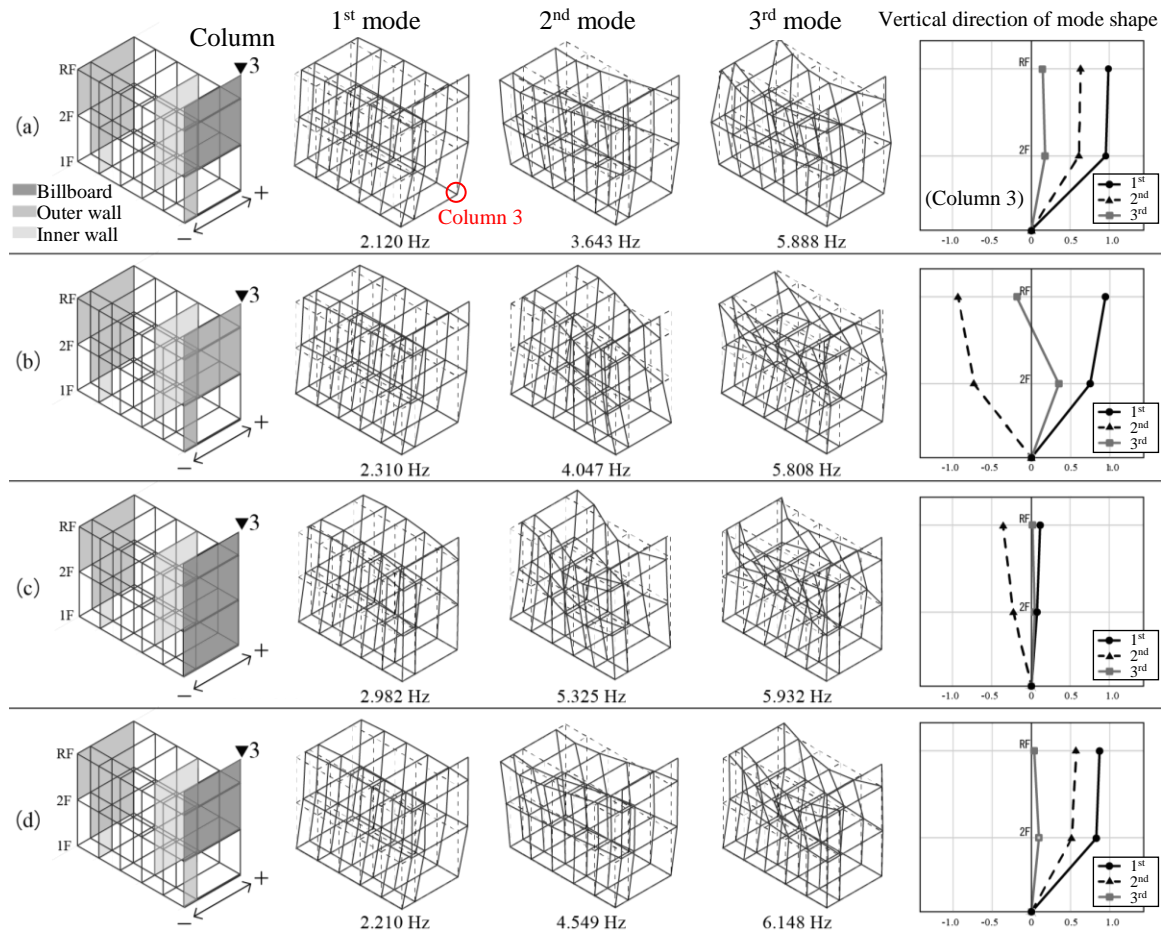 Column
1st mode
2nd mode
3rd mode
Vertical direction of mode shape
(a)
RF
2F
1F
▼3
+
−
Billboard
Outer wall
Inner wall
Column 3
2.120 Hz
3.643 Hz
5.888 Hz
RF
2F
(Column 3)
1st
2nd
3rd
-1.0 -0.5 0 0.5 1.0
(b)
RF
2F
1F
▼3
+
−
2.310 Hz
4.047 Hz
5.808 Hz
RF
2F
1st
2nd
3rd
-1.0 -0.5 0 0.5 1.0
(c)
RF
2F
1F
▼3
+
−
2.982 Hz
5.325 Hz
5.932 Hz
RF
2F
1st
2nd
3rd
-1.0 -0.5 0 0.5 1.0
(d)
RF
2F
1F
▼3
+
−
2.210 Hz
4.549 Hz
6.148 Hz
RF
2F
1st
2nd
3rd
-1.0 -0.5 0 0.5 1.0